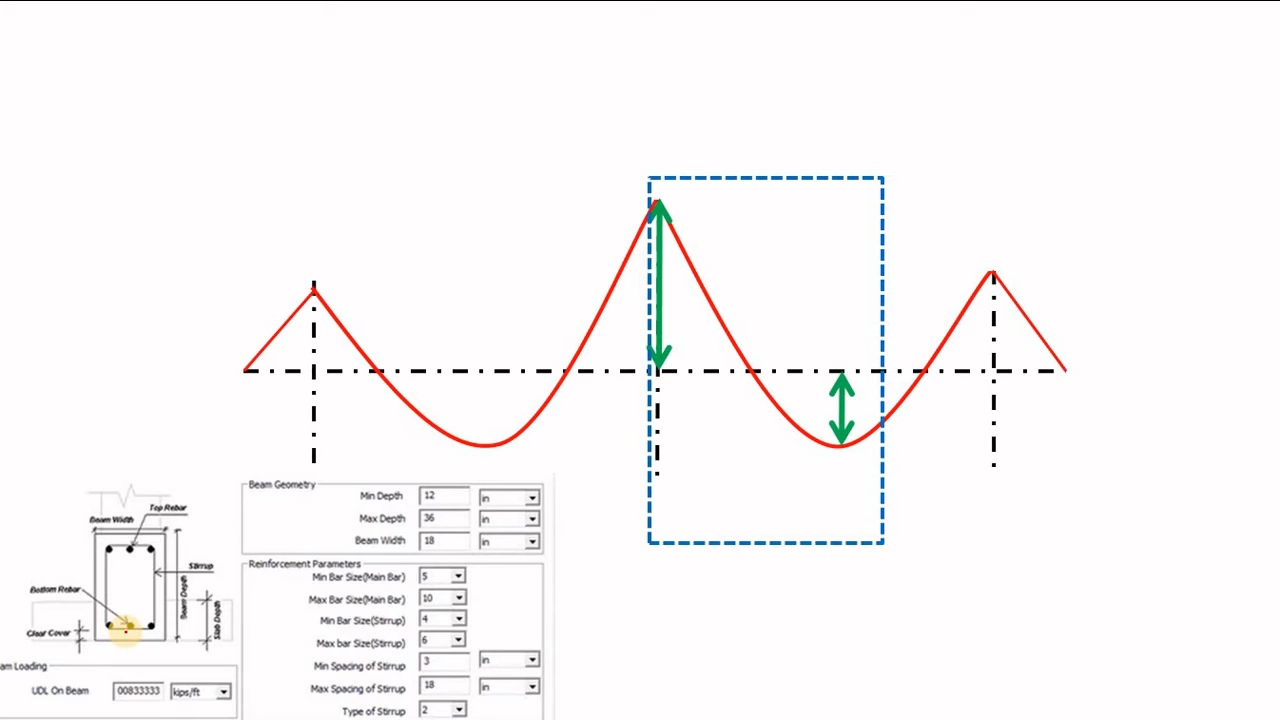 Top Rebar
Beam Width
Stirrup
Bottom Rebar
Beam Depth
Slab Depth
Clear Cover
am Loading
UDL On Beam 00833333 kips/ft
Beam Geometry
Min Depth 12 in
Max Depth 36 in
Beam Width 18 in
Reinforcement Parameters
Min Bar Size(Main Bar) 5
Max Bar Size(Main Bar) 10
Min Bar Size(Stirrup) 4
Max bar Size(Stirrup) 6
Min Spacing of Stirrup 3 in
Max Spacing of Stirrup 18 in
Type of Stirrup 2